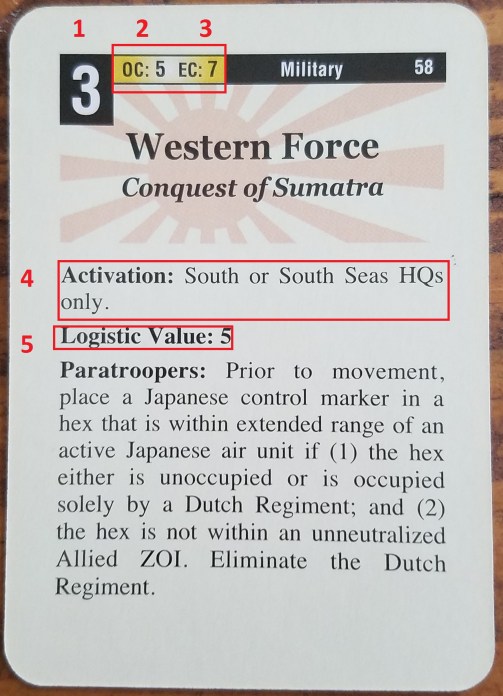 1 2 3
3 OC: 5 EC: 7 Military 58
Western Force
Conquest of Sumatra
4 Activation: South or South Seas HQs
only.
5 Logistic Value: 5
Paratroopers: Prior to movement,
place a Japanese control marker in a
hex that is within extended range of an
active Japanese air unit if (1) the hex
either is unoccupied or is occupied
solely by a Dutch Regiment; and (2)
the hex is not within an unneutralized
Allied ZOI. Eliminate the Dutch
Regiment.